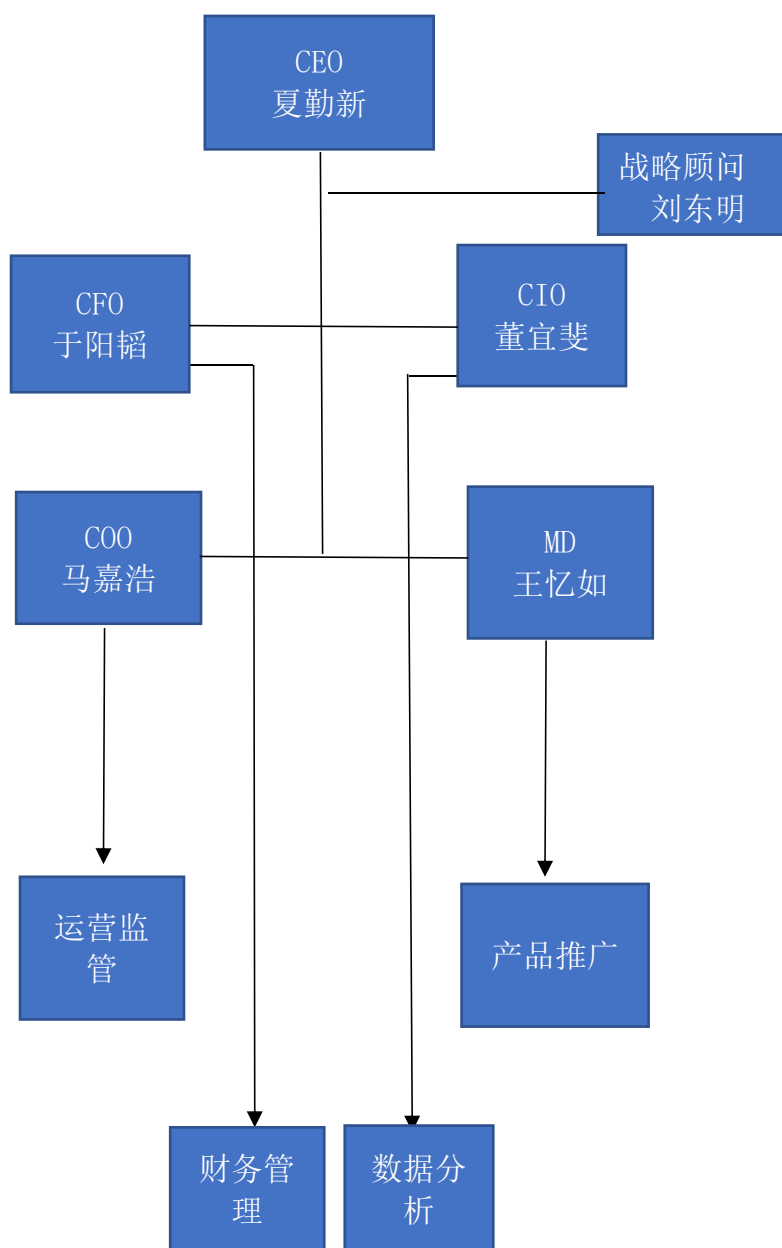 CEO
夏勤新
战略顾问
刘东明
CFO
于阳韬
CIO
董宜斐
COO
马嘉浩
MD
王忆如
运营监
管
产品推广
财务管
理
数据分
析